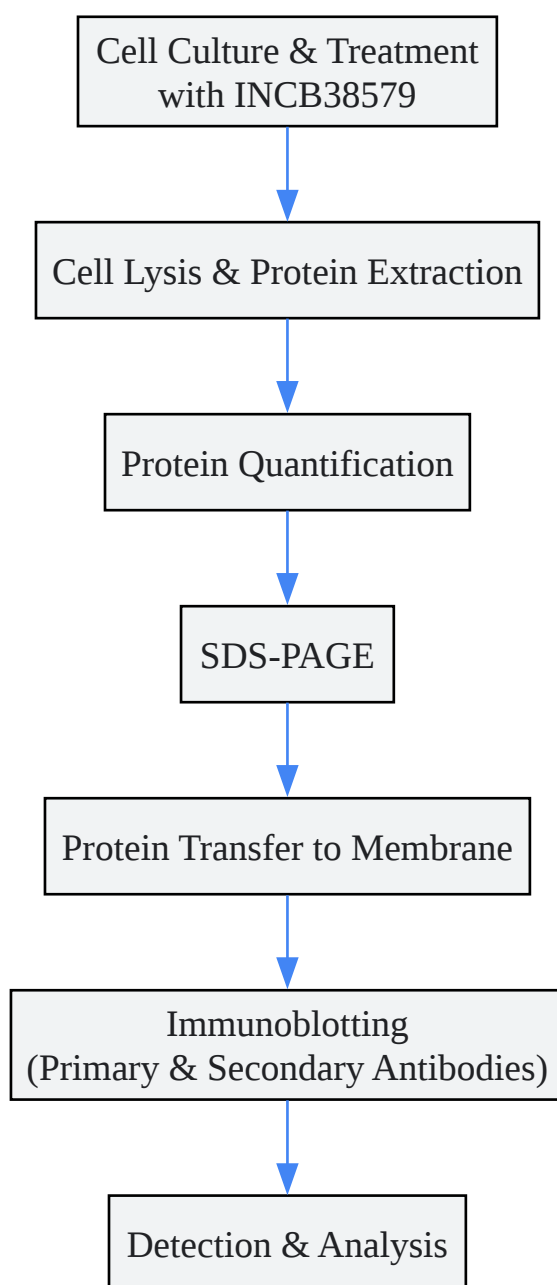 Cell Culture & Treatment
with INCB38579
Cell Lysis & Protein Extraction
Protein Quantification
SDS-PAGE
Protein Transfer to Membrane
Immunoblotting
(Primary & Secondary Antibodies)
Detection & Analysis